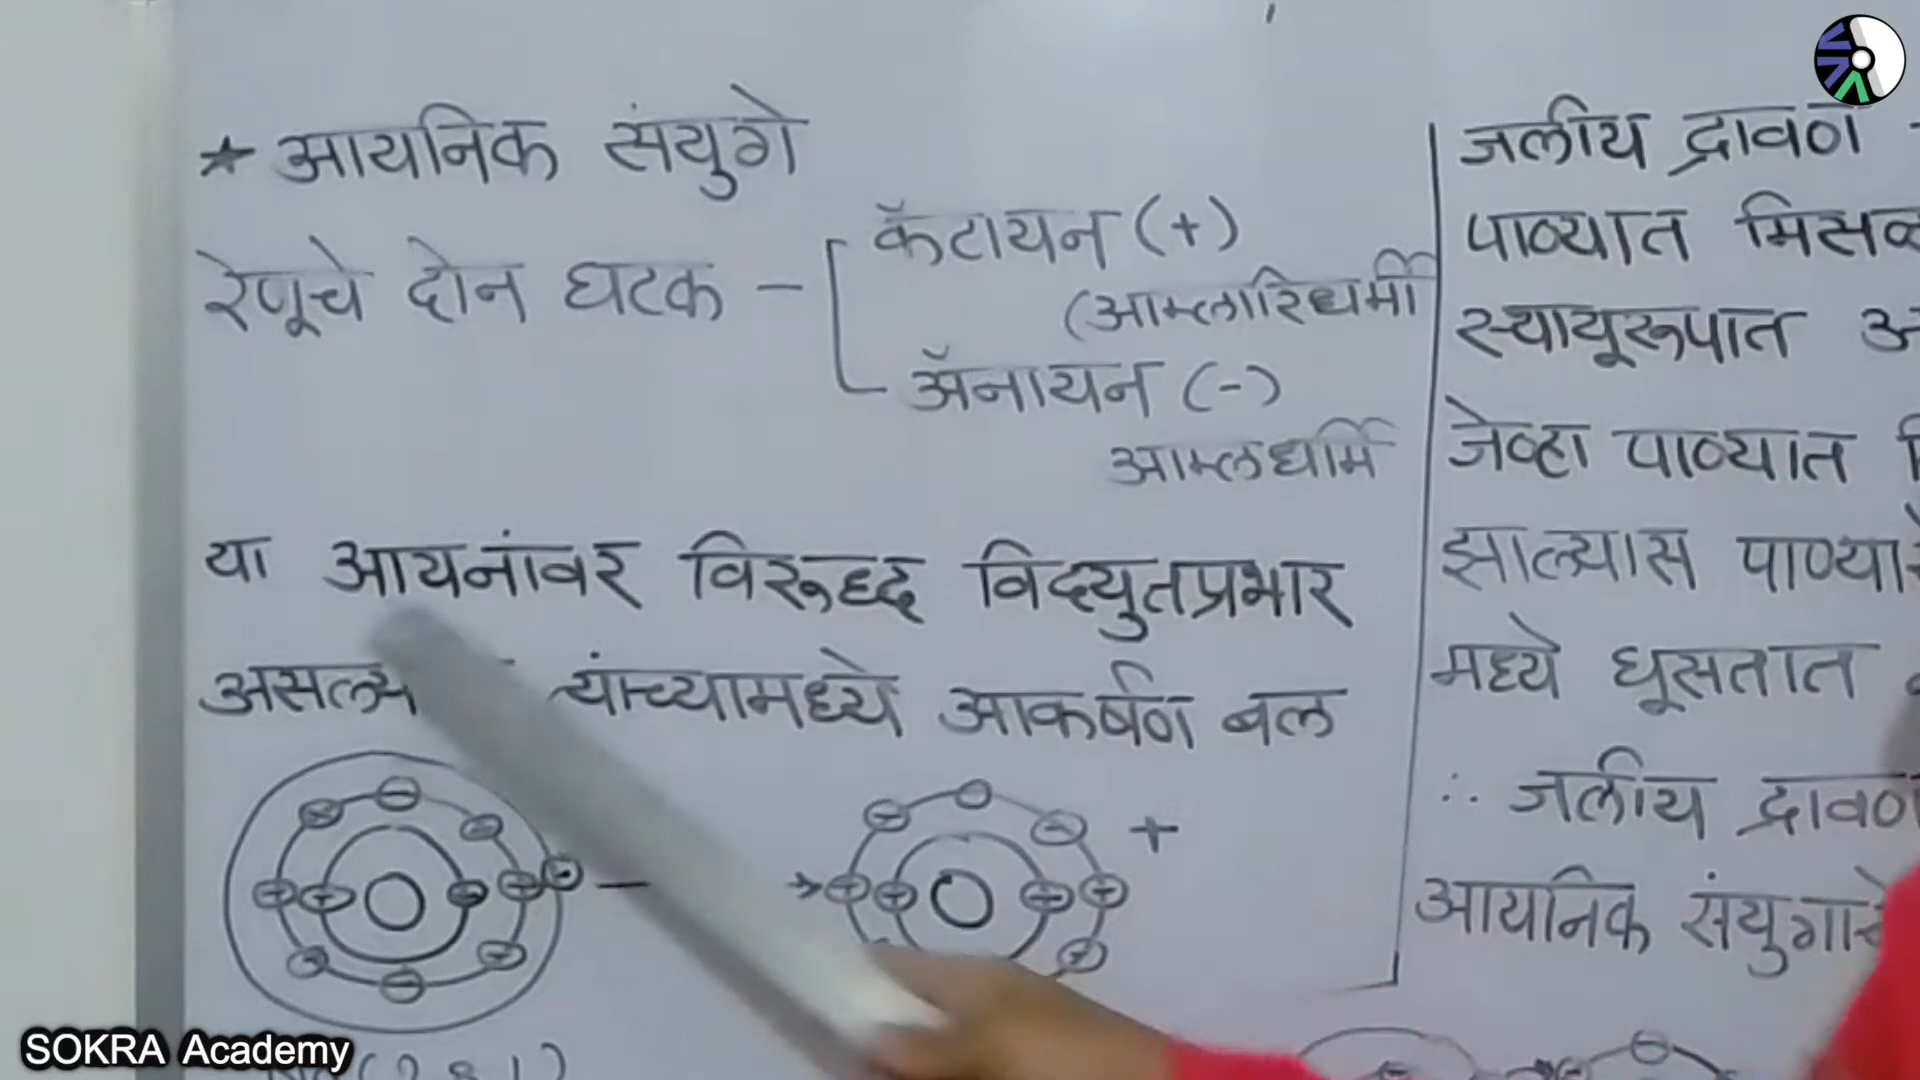 ★ आयनिक संयुगे
रेणूचे दोन घटक -
कॅटायन (+)
(आम्लारिधर्मी
ॲनायन (-)
आम्लधर्मि
या आयनांवर विरुध्द विद्युतप्रभार
त्यांच्यामध्ये आकर्षण बल
+
जलीय द्रावण
पाण्यात
स्थायूरूपात
जेव्हा पाण्यात
झाल्यास
मध्ये घूसतात
∴ जलीय द्रावण
आयनिक
SOKRA Academy